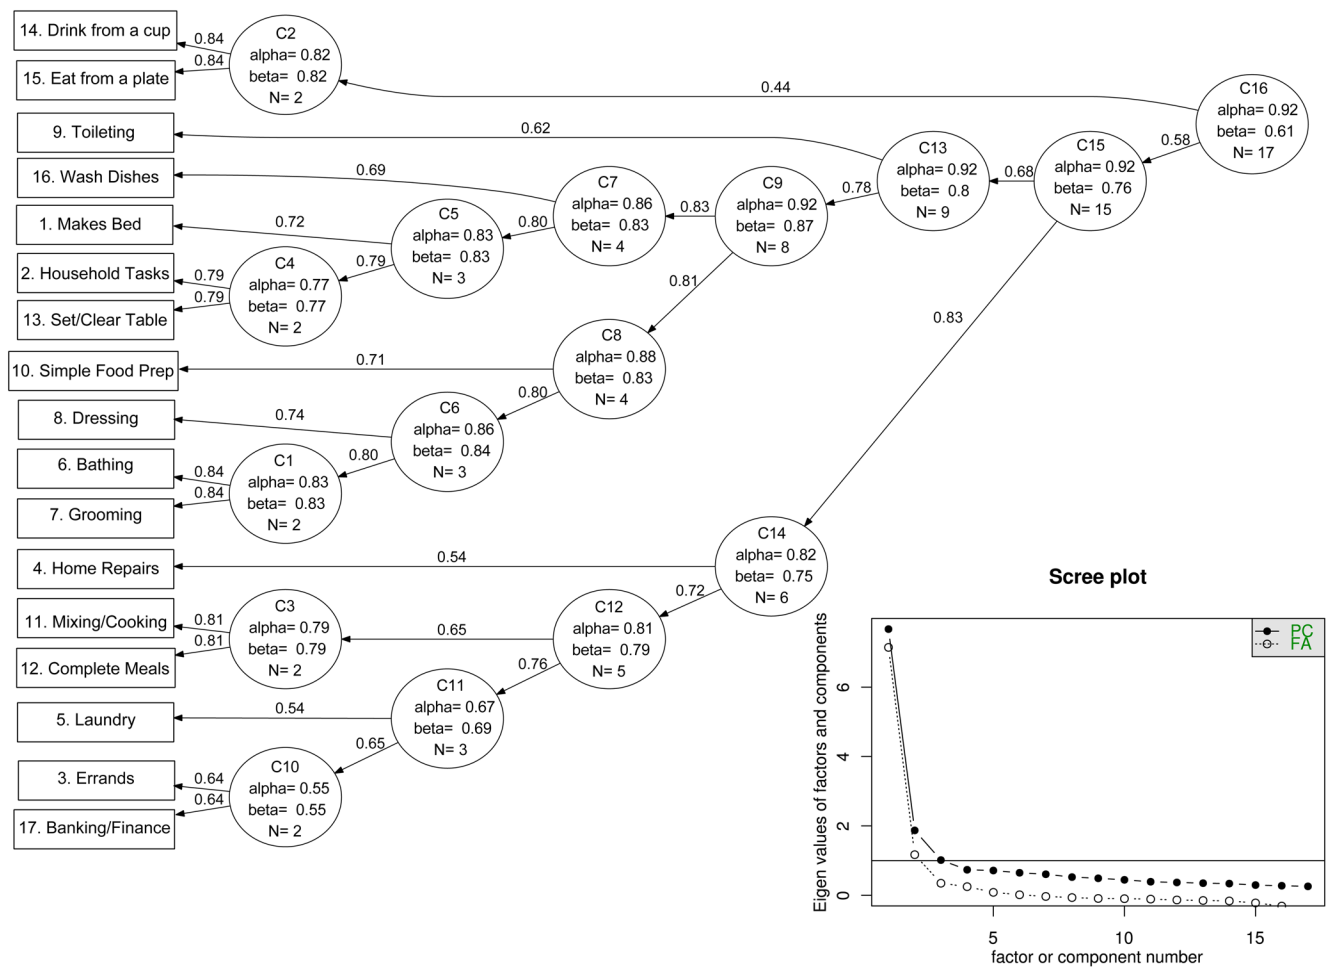 14. Drink from a cup
15. Eat from a plate
9. Toileting
16. Wash Dishes
1. Makes Bed
2. Household Tasks
13. Set/Clear Table
10. Simple Food Prep
8. Dressing
6. Bathing
7. Grooming
4. Home Repairs
11. Mixing/Cooking
12. Complete Meals
5. Laundry
3. Errands
17. Banking/Finance
0.84
0.84
C2
alpha= 0.82
beta= 0.82
N= 2
0.44
C16
alpha= 0.92
beta= 0.61
N= 17
0.58
C15
alpha= 0.92
beta= 0.76
N= 15
0.68
C13
alpha= 0.92
beta= 0.8
N= 9
0.62
0.78
C9
alpha= 0.92
beta= 0.87
N= 8
0.83
C7
alpha= 0.86
beta= 0.83
N= 4
0.69
0.80
C5
alpha= 0.83
beta= 0.83
N= 3
0.72
0.79
C4
alpha= 0.77
beta= 0.77
N= 2
0.79
0.79
0.81
C8
alpha= 0.88
beta= 0.83
N= 4
0.71
0.80
C6
alpha= 0.86
beta= 0.84
N= 3
0.74
0.80
C1
alpha= 0.83
beta= 0.83
N= 2
0.84
0.84
0.83
C14
alpha= 0.82
beta= 0.75
N= 6
0.54
0.72
C12
alpha= 0.81
beta= 0.79
N= 5
0.65
C3
alpha= 0.79
beta= 0.79
N= 2
0.81
0.81
0.76
C11
alpha= 0.67
beta= 0.69
N= 3
0.54
0.65
C10
alpha= 0.55
beta= 0.55
N= 2
0.64
0.64
Scree plot
PC
FA
Eigen values of factors and components
6
4
2
0
5
10
15
factor or component number